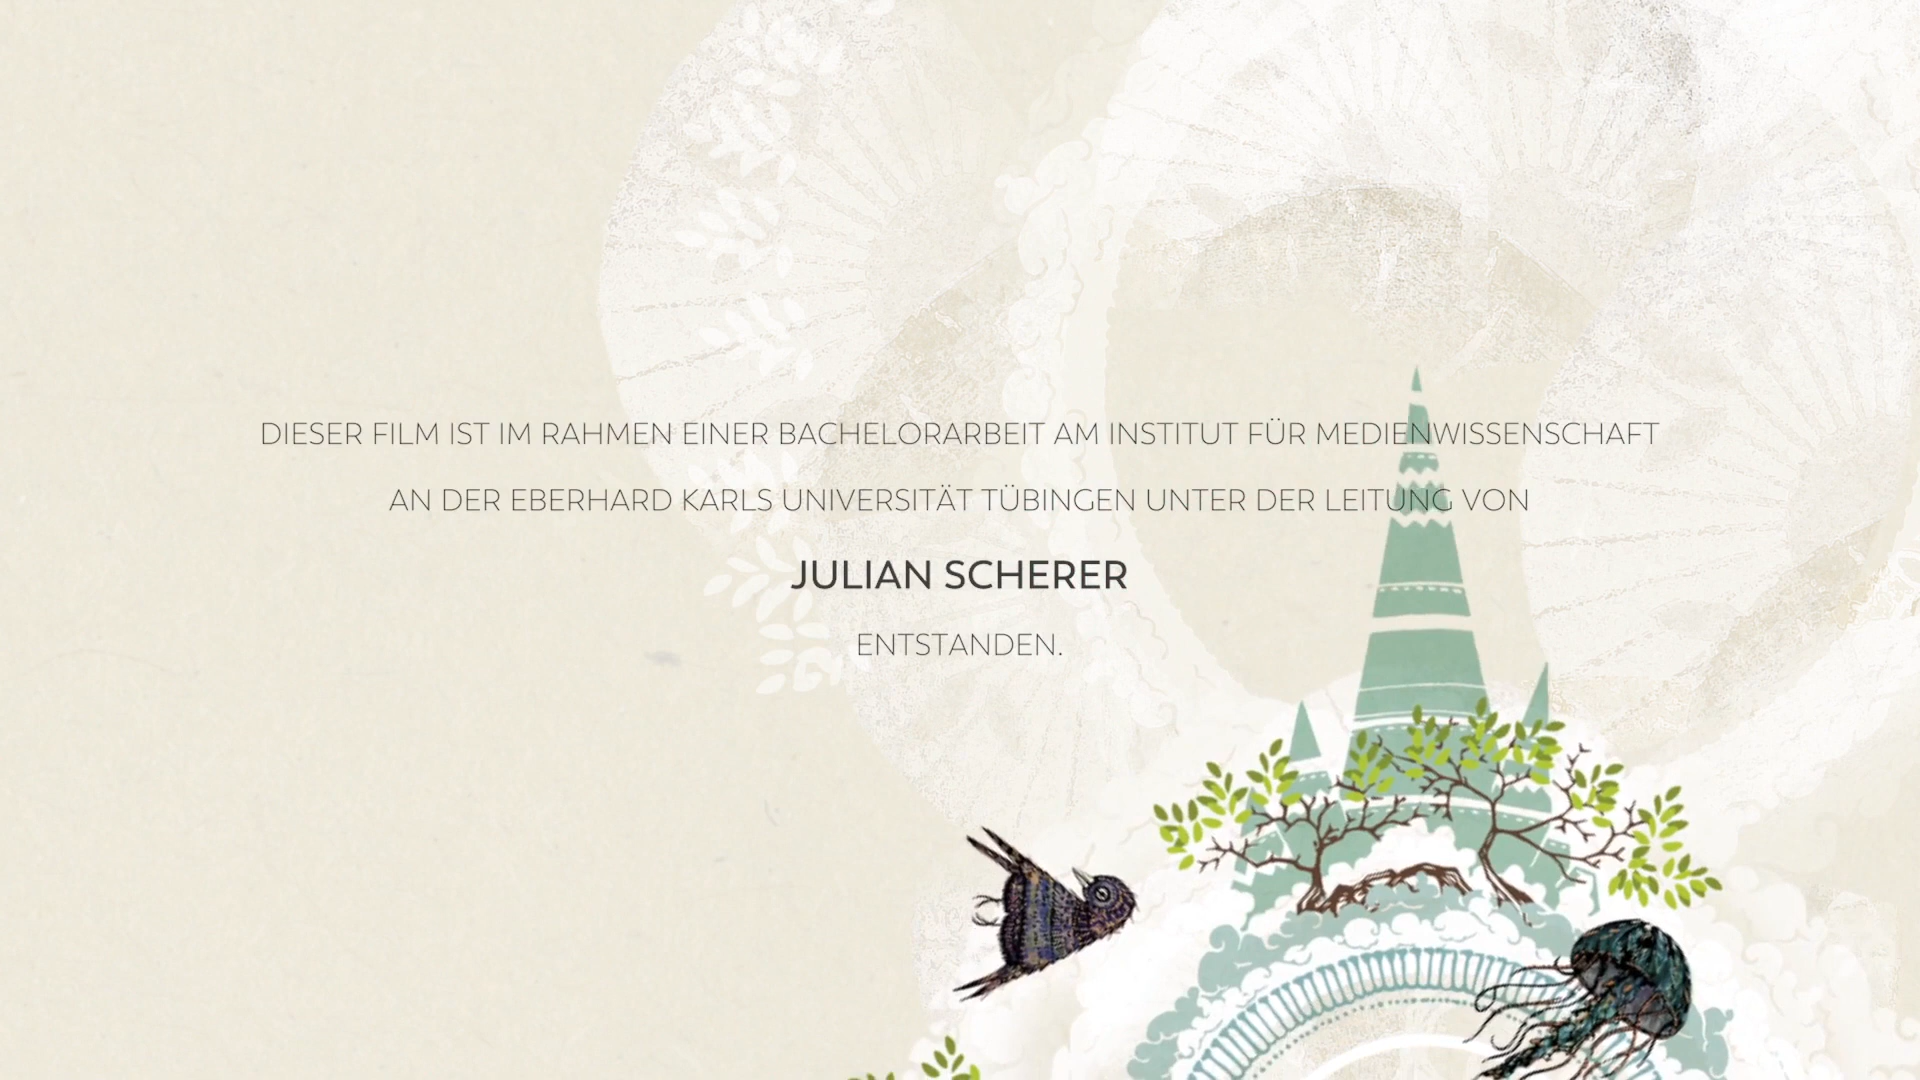 DIESER FILM IST IM RAHMEN EINER BACHELORARBEIT AM INSTITUT FÜR MEDIENWISSENSCHAFT
AN DER EBERHARD KARLS UNIVERSITÄT TÜBINGEN UNTER DER LEITUNG VON
JULIAN SCHERER
ENTSTANDEN.